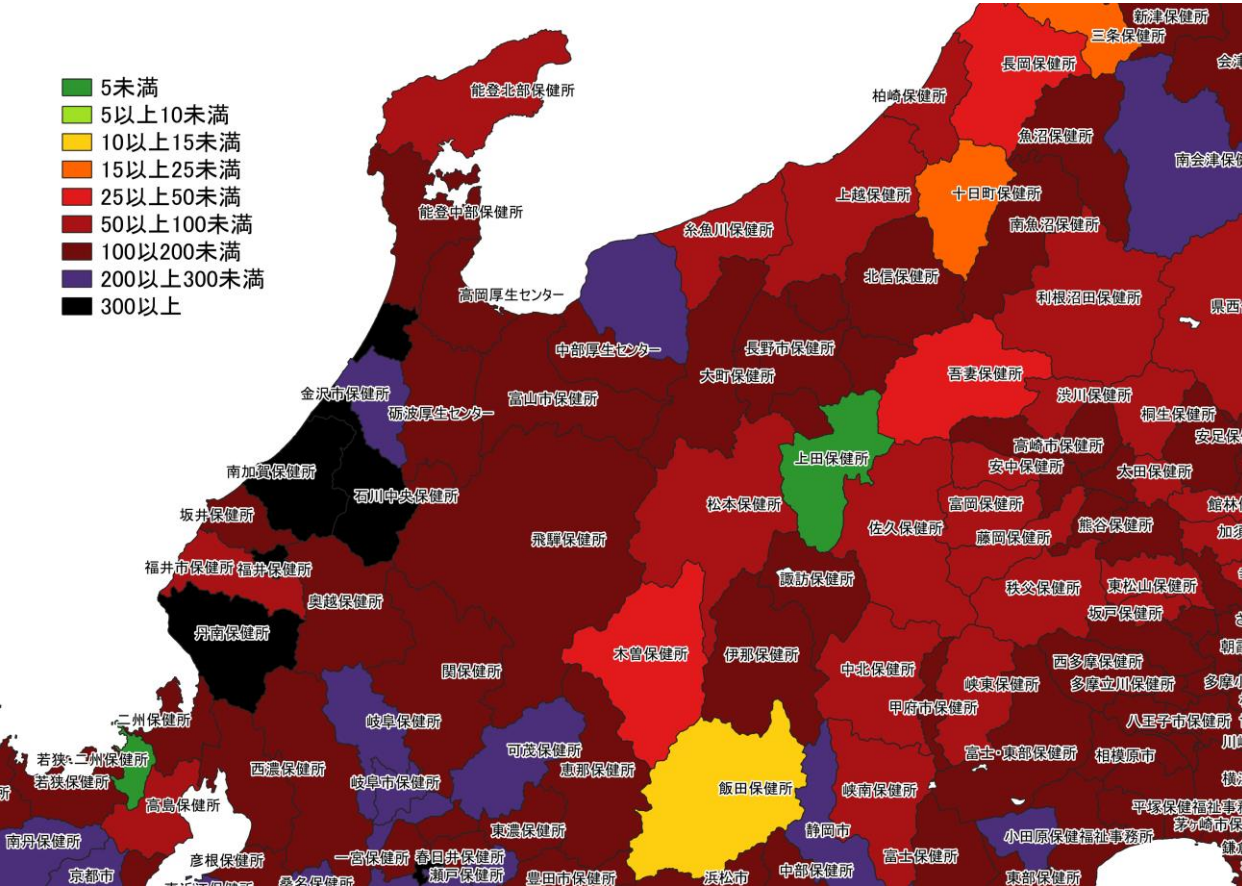 5未満
5以上10未満
10以上15未満
15以上25未満
25以上50未満
50以上100未満
100以200未満
200以上300未満
300以上
新津保健所
三条保健所
長岡保健所
能登北部保健所
柏崎保健所
魚沼保健所
南会津保健
上越保健所
十日町保健所
能登中部保健所
南魚沼保健所
糸魚川保健所
北信保健所
高岡厚生センター
利根沼田保健所
中部厚生センター
長野市保健所
大町保健所
吾妻保健所
金沢市保健所
砺波厚生センター
富山市保健所
渋川保健所
桐生保健所
上田保健所
高崎市保健所
安中保健所
太田保健所
南加賀保健所
石川中央保健所
松本保健所
富岡保健所
坂井保健所
佐久保健所
熊谷保健所
飛騨保健所
藤岡保健所
福井市保健所
福井保健所
諏訪保健所
秩父保健所
東松山保健所
奥越保健所
坂戸保健所
丹南保健所
木曽保健所
伊那保健所
中北保健所
西多摩保健所
関保健所
峡東保健所
多摩立川保健所
甲府市保健所
二州保健所
岐阜保健所
八王子市保健所
若狭・二州保健所
可茂保健所
富士・東部保健所
相模原市
若狭保健所
西濃保健所
岐阜市保健所
恵那保健所
飯田保健所
峡南保健所
高島保健所
平塚保健福祉事
東濃保健所
静岡市
小田原保健福祉事務所
茅ヶ崎市保
南丹保健所
彦根保健所
一宮保健所
春日井保健所
富士保健所
京都市
桑名保健所
瀬戸保健所
豊田市保健所
浜松市
中部保健所
東部保健所